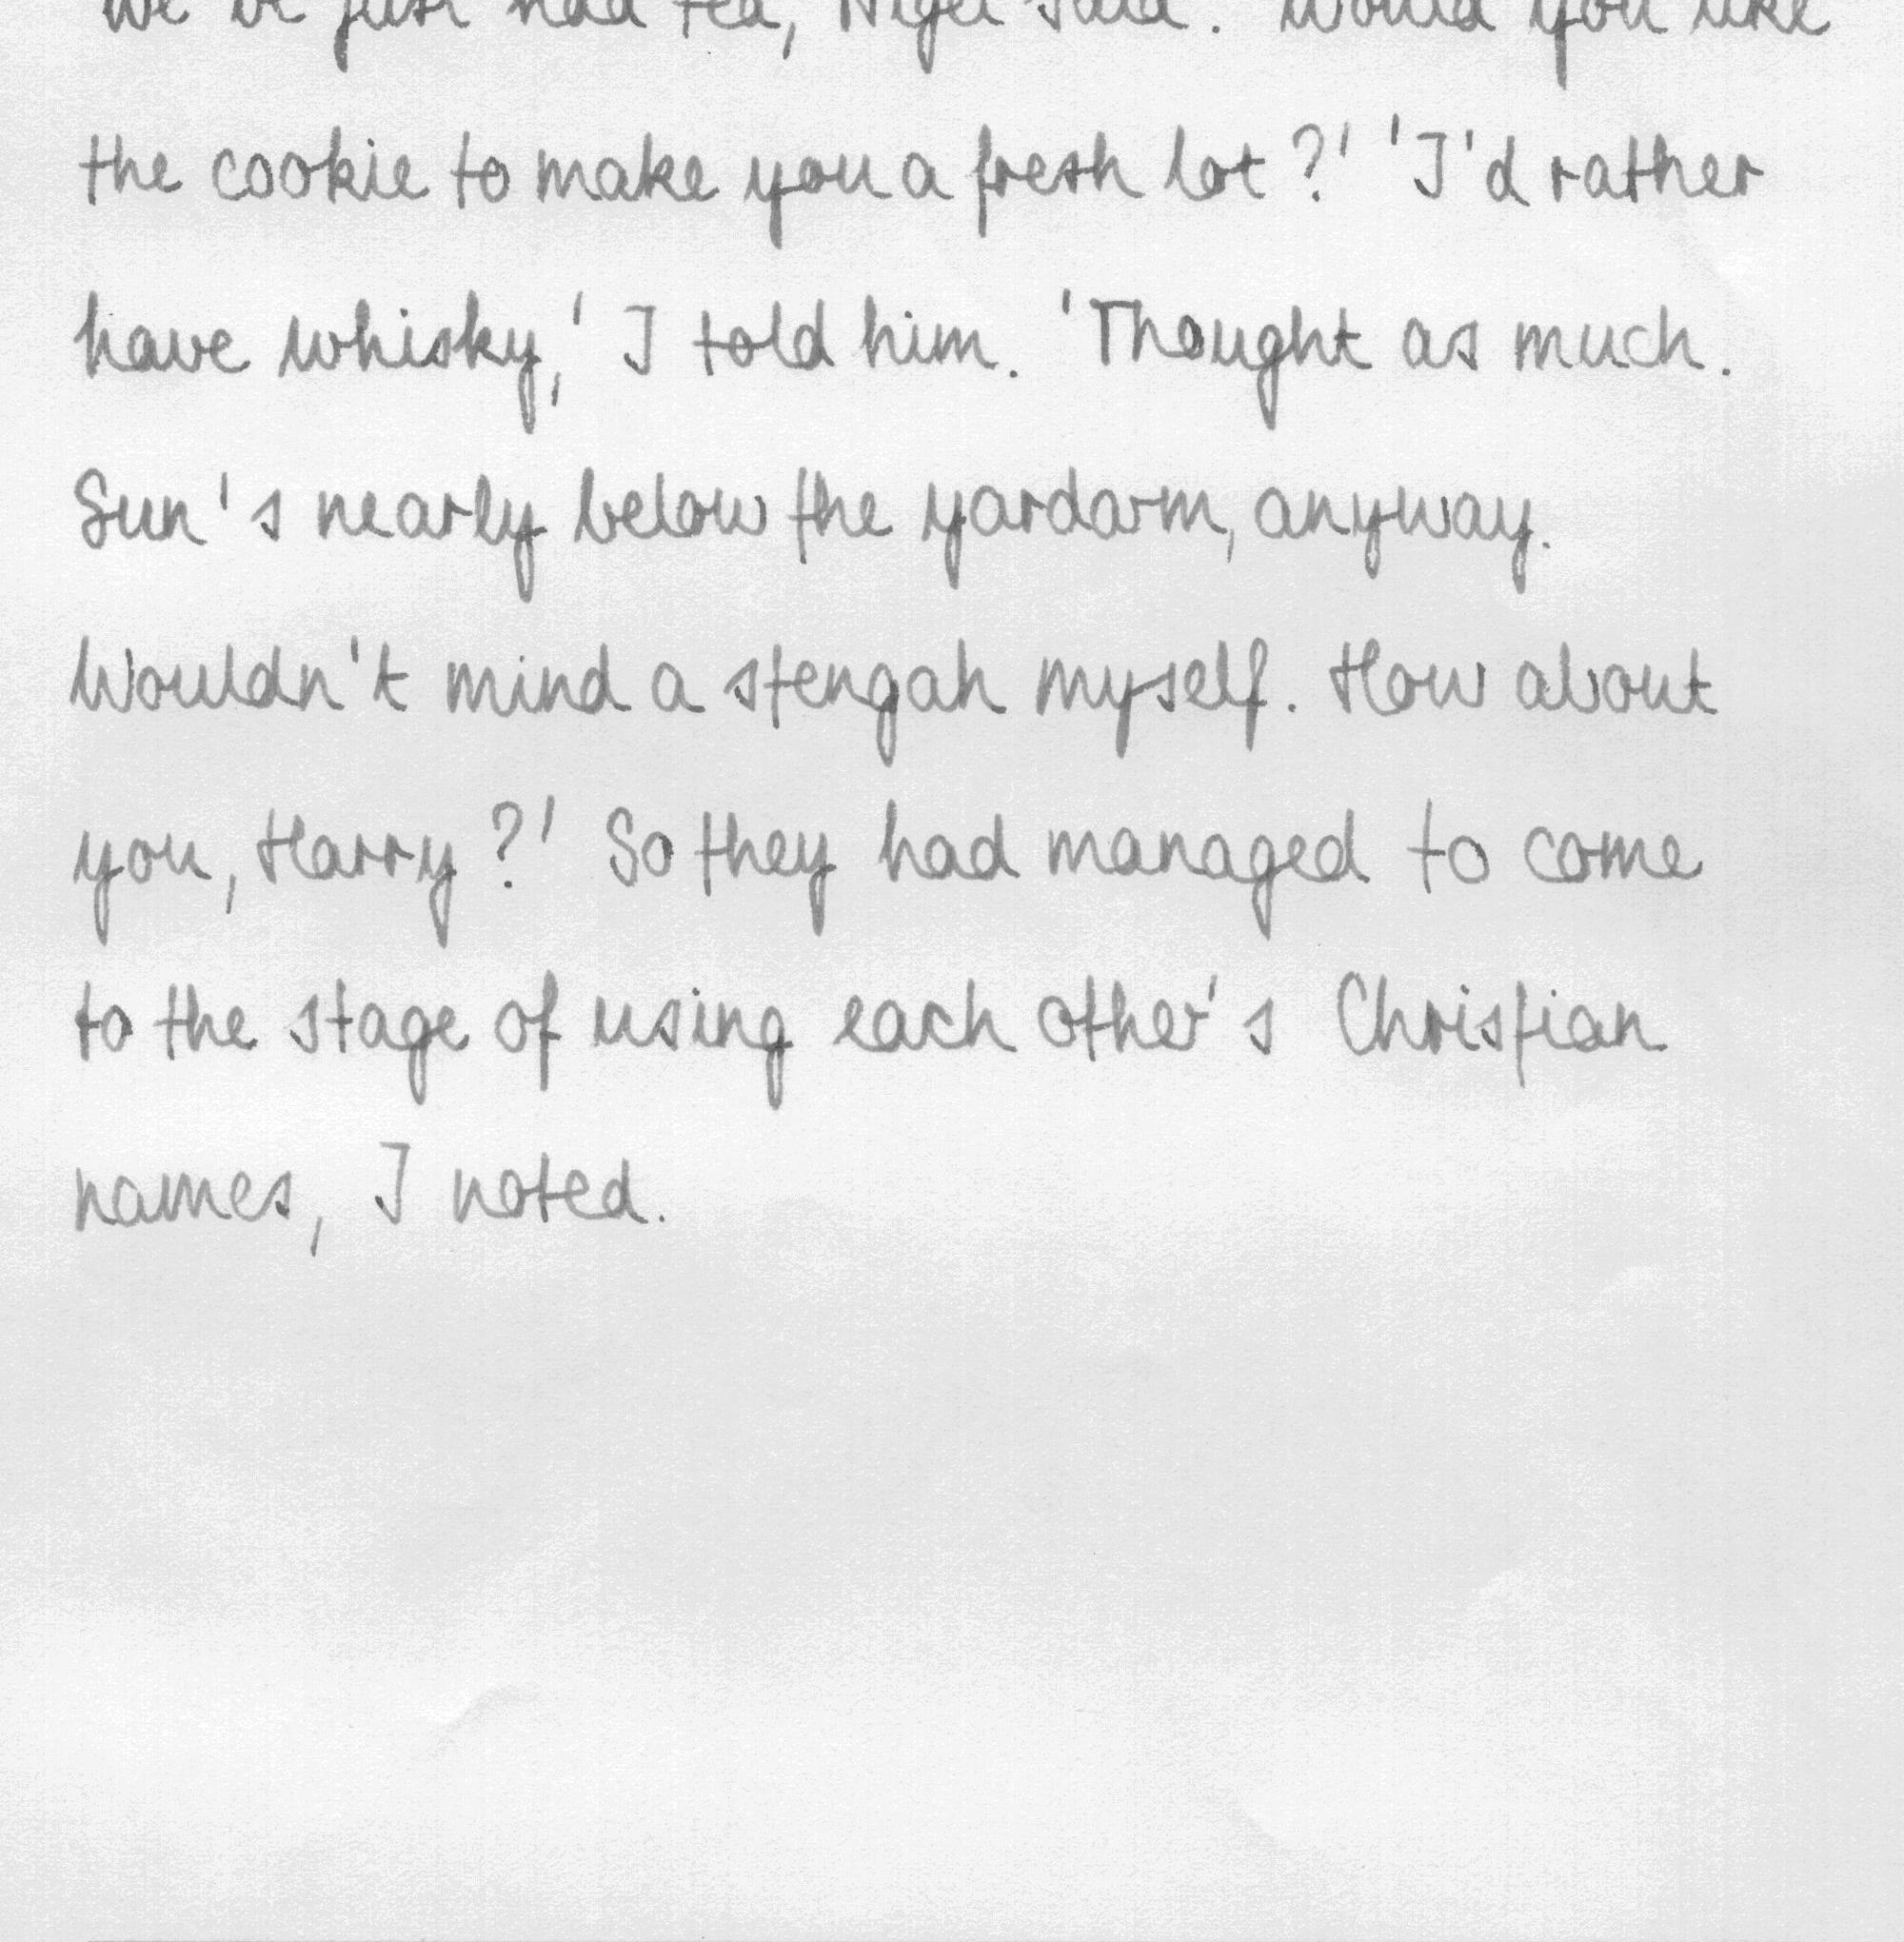 We've just had tea, Nigel said. Would you like
the cookie to make you a fresh lot?' 'I'd rather
have whisky,' I told him. 'Thought as much.
Sun's nearly below the yardarm, anyway.
Wouldn't mind a stengah myself. How about
you, Harry?' So they had managed to come
to the stage of using each other's Christian
names, I noted.